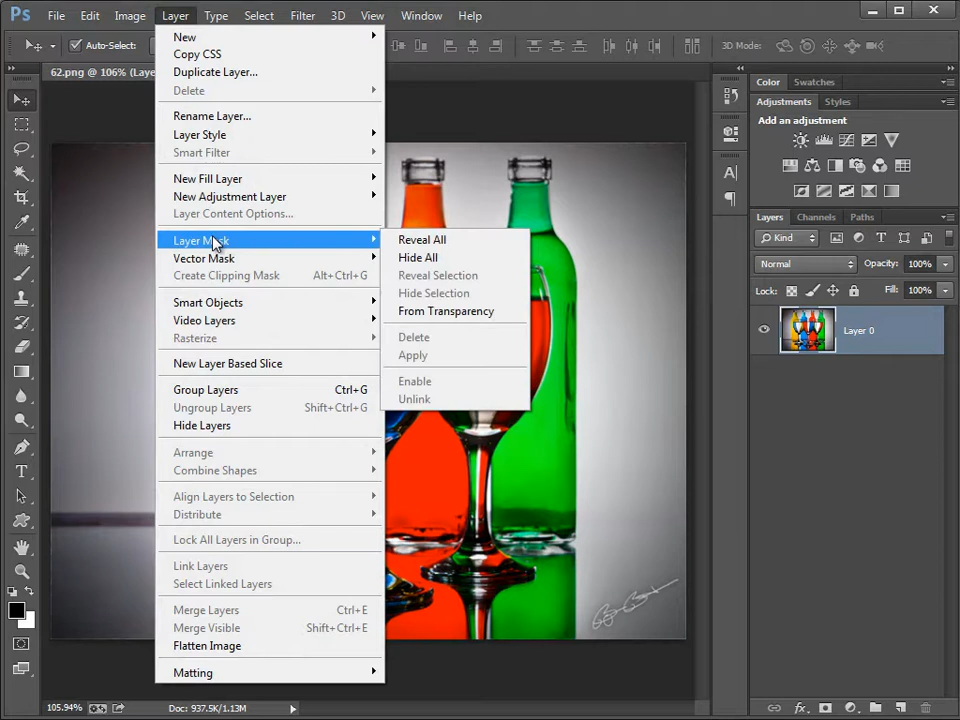 Ps File Edit Image Layer Type Select Filter 3D View Window Help
Auto-Select:
3D Mode:
62.png @ 106% (Laye
New
Copy CSS
Duplicate Layer...
Delete
Rename Layer...
Layer Style
Smart Filter
New Fill Layer
New Adjustment Layer
Layer Content Options...
Layer Mask
Vector Mask
Create Clipping Mask Alt+Ctrl+G
Smart Objects
Video Layers
Rasterize
New Layer Based Slice
Group Layers Ctrl+G
Ungroup Layers Shift+Ctrl+G
Hide Layers
Arrange
Combine Shapes
Align Layers to Selection
Distribute
Lock All Layers in Group...
Link Layers
Select Linked Layers
Merge Layers Ctrl+E
Merge Visible Shift+Ctrl+E
Flatten Image
Matting
Reveal All
Hide All
Reveal Selection
Hide Selection
From Transparency
Delete
Apply
Enable
Unlink
Color Swatches
Adjustments Styles
Add an adjustment
Layers Channels Paths
Kind
Normal Opacity: 100%
Lock: Fill: 100%
Layer 0
105.94% Doc: 937.5K/1.13M